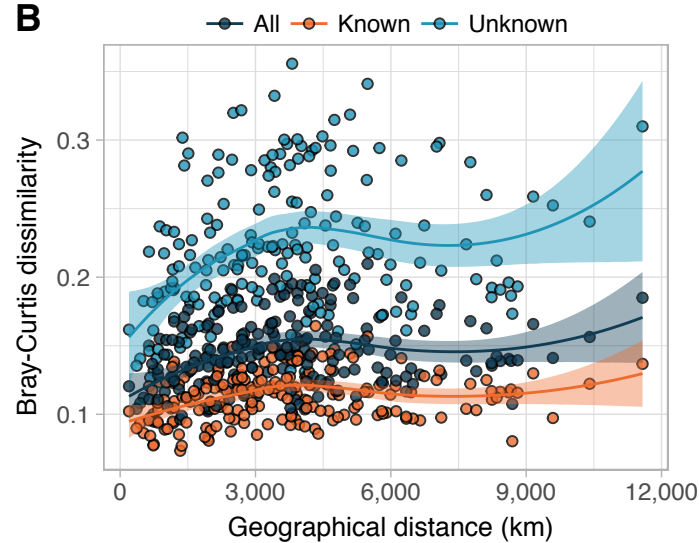 B
All Known Unknown
Bray-Curtis dissimilarity
0.3
0.2
0.1
0 3,000 6,000 9,000 12,000
Geographical distance (km)